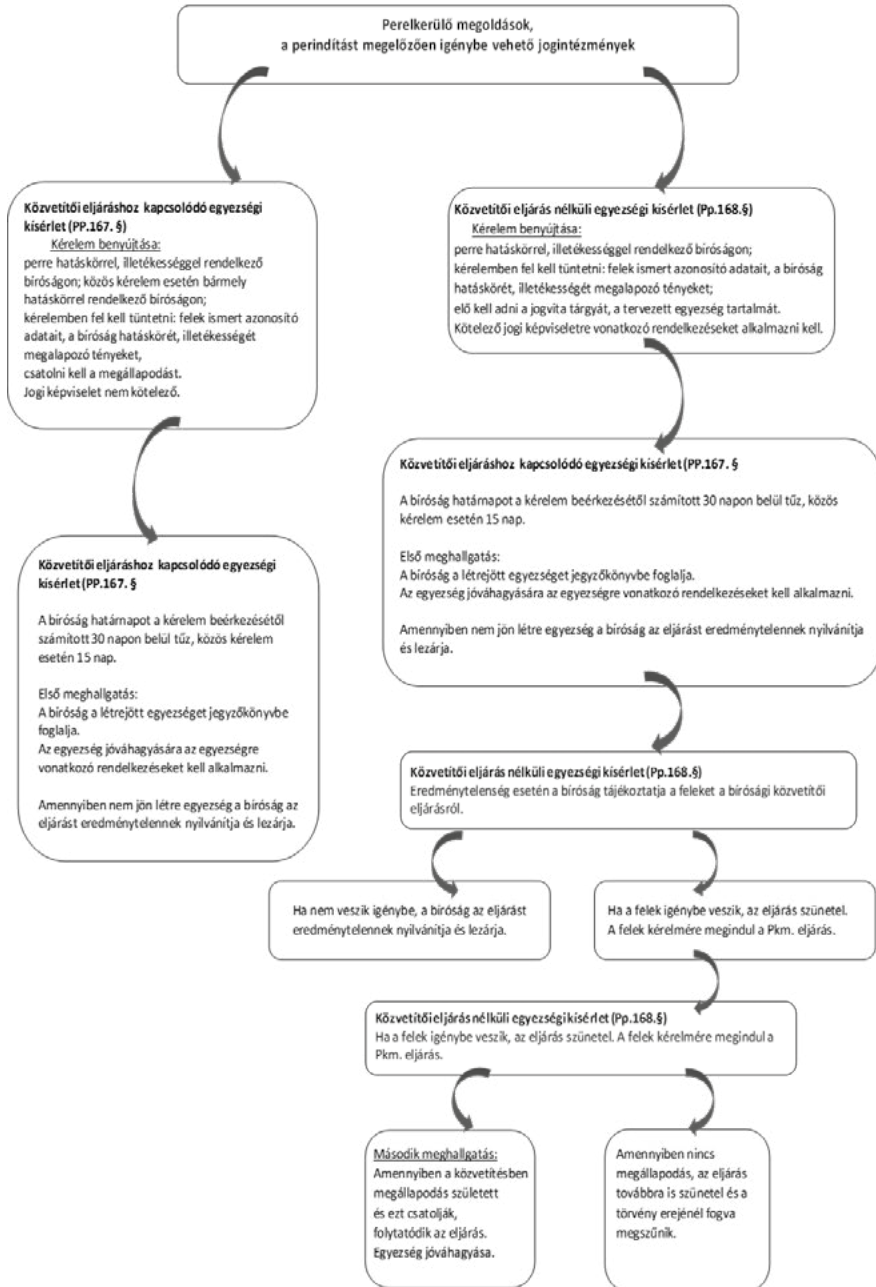 Perelkerülő megoldások,
a perindítást megelőzően igénybe vehető jogintézmények
Közvetítői eljáráshoz kapcsolódó egyezségi
kísérlet (PP.167. §)
Kérelem benyújtása:
perre hatáskörrel, illetékességgel rendelkező
bíróságon; közös kérelem esetén bármely
hatáskörrel rendelkező bíróságon;
kérelemben fel kell tüntetni: felek ismert azonosító
adatait, a bíróság hatáskörét, illetékességét
megalapozó tényeket,
csatolni kell a megállapodást.
Jogi képviselet nem kötelező.
Közvetítői eljárás nélküli egyezségi kísérlet (Pp.168.§)
Kérelem benyújtása:
perre hatáskörrel, illetékességgel rendelkező bíróságon;
kérelemben fel kell tüntetni: felek ismert azonosító adatait, a bíróság
hatáskörét, illetékességét megalapozó tényeket;
elő kell adni a jogvita tárgyát, a tervezett egyezség tartalmát.
Kötelező jogi képviseletre vonatkozó rendelkezéseket alkalmazni kell.
Közvetítői eljáráshoz kapcsolódó egyezségi
kísérlet (PP.167. §
A bíróság határnapot a kérelem beérkezésétől
számított 30 napon belül tűz, közös kérelem
esetén 15 nap.
Első meghallgatás:
A bíróság a létrejött egyezséget jegyzőkönyvbe
foglalja.
Az egyezség jóváhagyására az egyezségre
vonatkozó rendelkezéseket kell alkalmazni.
Amennyiben nem jön létre egyezség a bíróság az
eljárást eredménytelennek nyilvánítja és lezárja.
Közvetítői eljáráshoz kapcsolódó egyezségi kísérlet (PP.167. §
A bíróság határnapot a kérelem beérkezésétől számított 30 napon belül tűz, közös
kérelem esetén 15 nap.
Első meghallgatás:
A bíróság a létrejött egyezséget jegyzőkönyvbe foglalja.
Az egyezség jóváhagyására az egyezségre vonatkozó rendelkezéseket kell alkalmazni.
Amennyiben nem jön létre egyezség a bíróság az eljárást eredménytelennek nyilvánítja
és lezárja.
Közvetítői eljárás nélküli egyezségi kísérlet (Pp.168.§)
Eredménytelenség esetén a bíróság tájékoztatja a feleket a bírósági közvetítői
eljárásról.
Ha nem veszik igénybe, a bíróság az eljárást
eredménytelennek nyilvánítja és lezárja.
Ha a felek igénybe veszik, az eljárás szünetel.
A felek kérelmére megindul a Pkm. eljárás.
Közvetítői eljárás nélküli egyezségi kísérlet (Pp.168.§)
Ha a felek igénybe veszik, az eljárás szünetel. A felek kérelmére megindul a
Pkm. eljárás.
Második meghallgatás:
Amennyiben a közvetítésben
megállapodás született
és ezt csatolják,
folytatódik az eljárás.
Egyezség jóváhagyása.
Amennyiben nincs
megállapodás, az eljárás
továbbra is szünetel és a
törvény erejénél fogva
megszűnik.